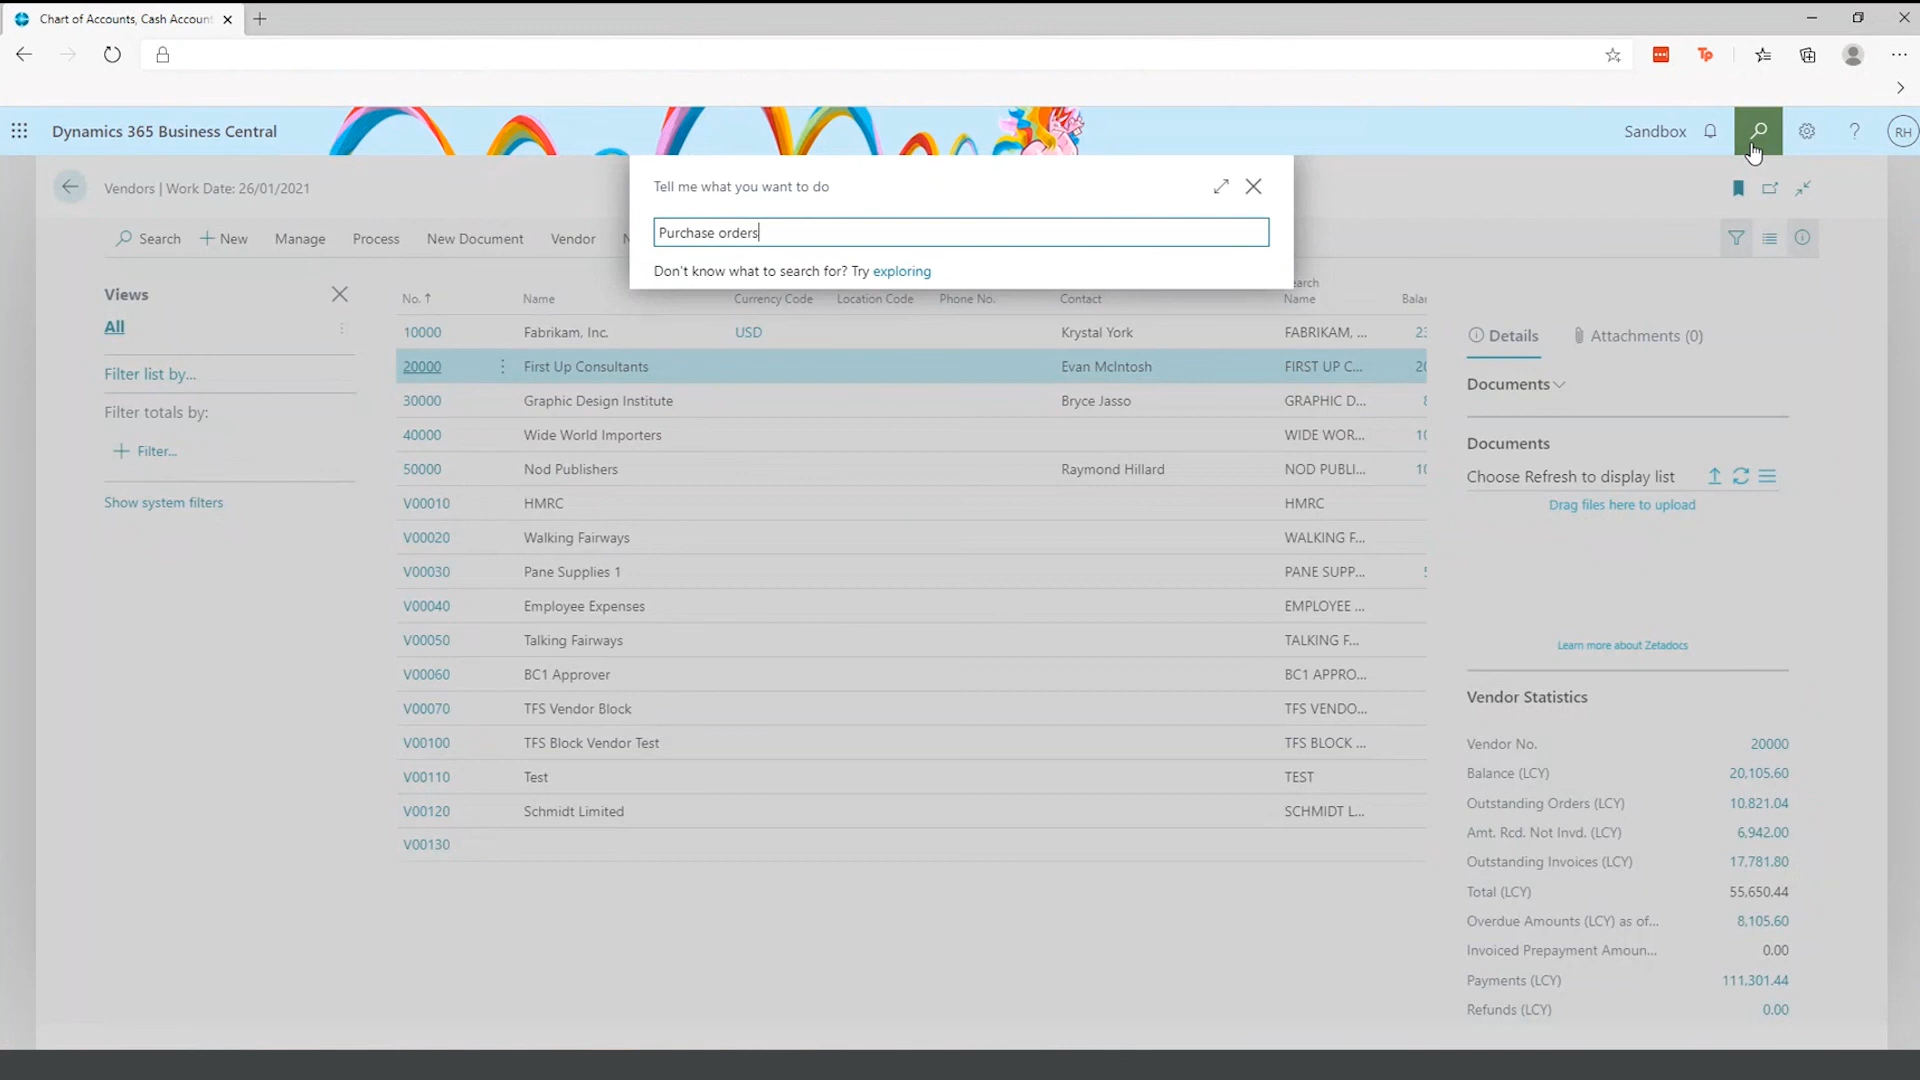 Chart of Accounts, Cash Account
Tp
Dynamics 365 Business Central
Sandbox
RH
Vendors | Work Date: 26/01/2021
Tell me what you want to do
Purchase orders
Don't know what to search for? Try exploring
Search
New
Manage
Process
New Document
Vendor
Views
All
Filter list by...
Filter totals by:
Filter...
Show system filters
No. ↑ Name Currency Code Location Code Phone No. Contact Name
10000 Fabrikam, Inc. USD Krystal York FABRIKAM, ...
20000 First Up Consultants Evan McIntosh FIRST UP C...
30000 Graphic Design Institute Bryce Jasso GRAPHIC D...
40000 Wide World Importers WIDE WOR...
50000 Nod Publishers Raymond Hillard NOD PUBLI...
V00010 HMRC HMRC
V00020 Walking Fairways WALKING F...
V00030 Pane Supplies 1 PANE SUPP...
V00040 Employee Expenses EMPLOYEE ...
V00050 Talking Fairways TALKING F...
V00060 BC1 Approver BC1 APPRO...
V00070 TFS Vendor Block TFS VENDO...
V00100 TFS Block Vendor Test TFS BLOCK ...
V00110 Test TEST
V00120 Schmidt Limited SCHMIDT L...
V00130
Details
Attachments (0)
Documents
Documents
Choose Refresh to display list
Drag files here to upload
Learn more about Zetadocs
Vendor Statistics
Vendor No. 20000
Balance (LCY) 20,105.60
Outstanding Orders (LCY) 10.821.04
Amt. Rcd. Not Invd. (LCY) 6,942.00
Outstanding Invoices (LCY) 17,781.80
Total (LCY) 55,650.44
Overdue Amounts (LCY) as of... 8,105.60
Invoiced Prepayment Amoun... 0.00
Payments (LCY) 111,301.44
Refunds (LCY) 0.00